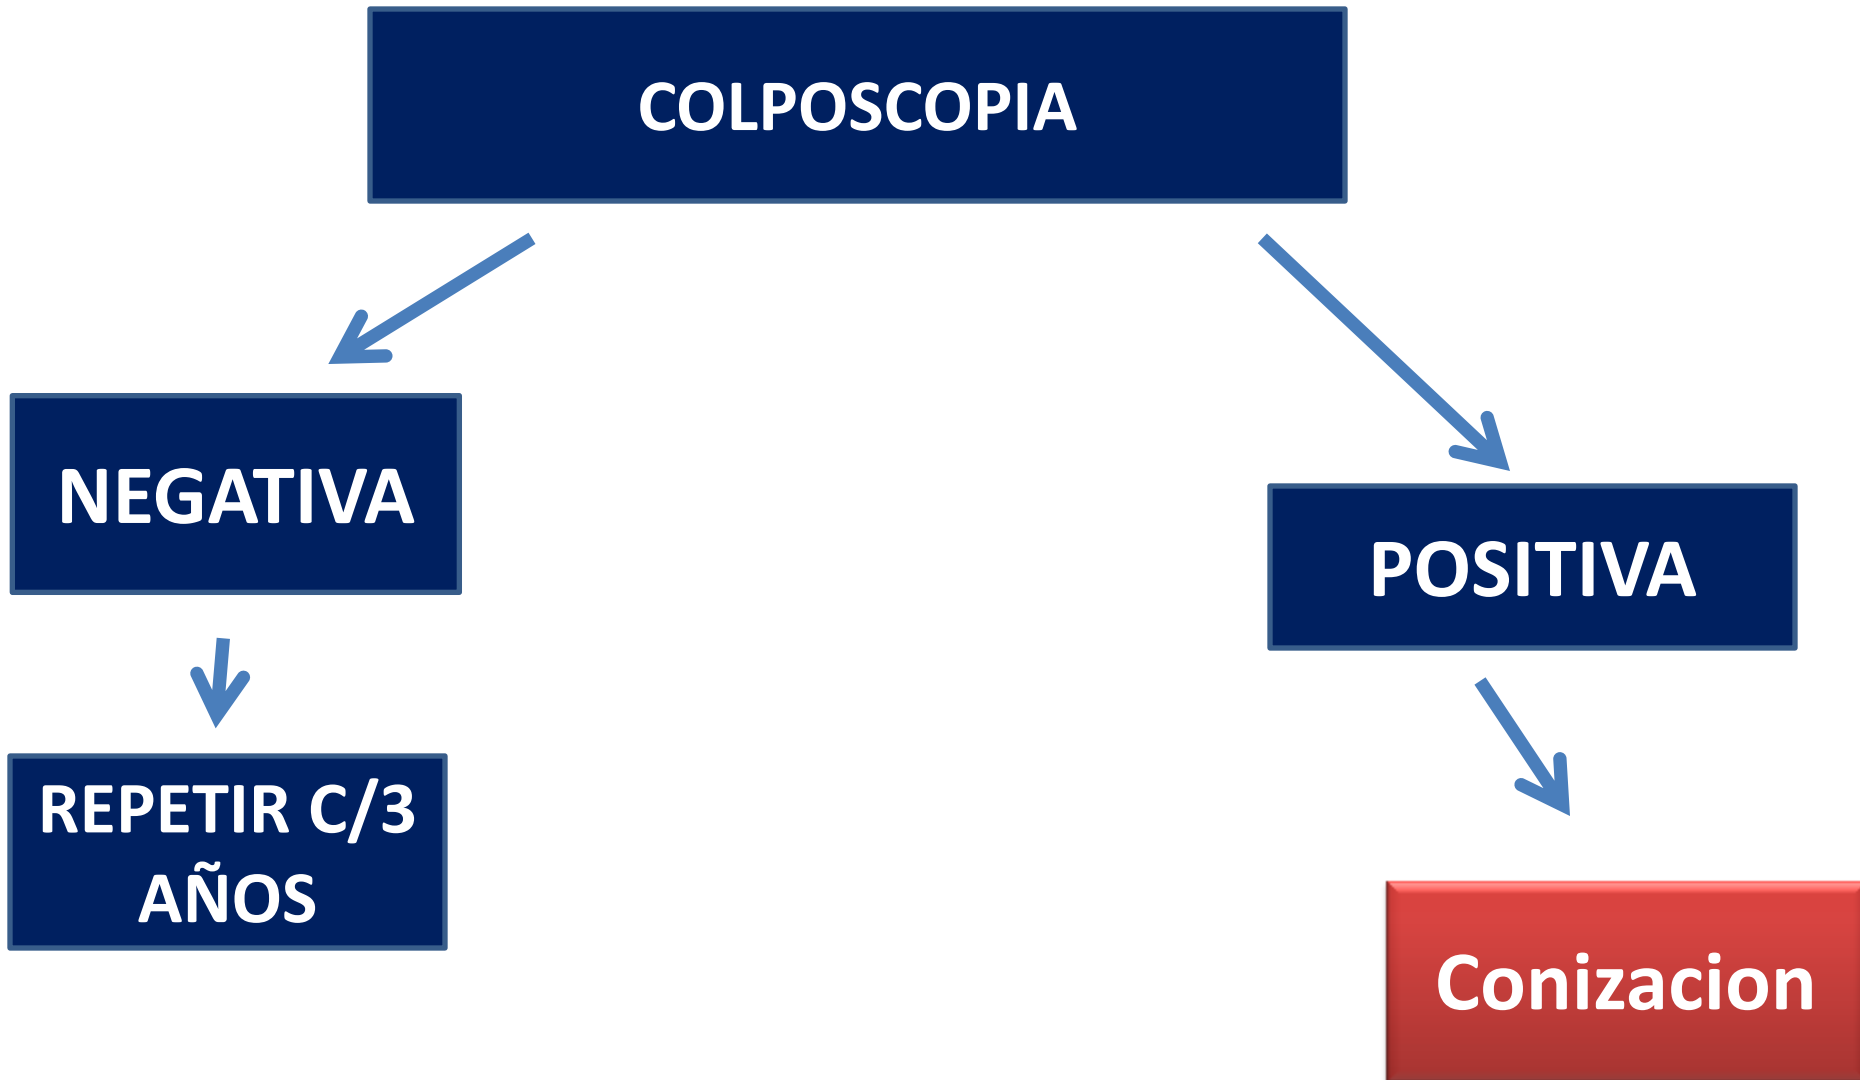 COLPOSCOPIA
NEGATIVA
POSITIVA
REPETIR C/3
AÑOS
Conizacion